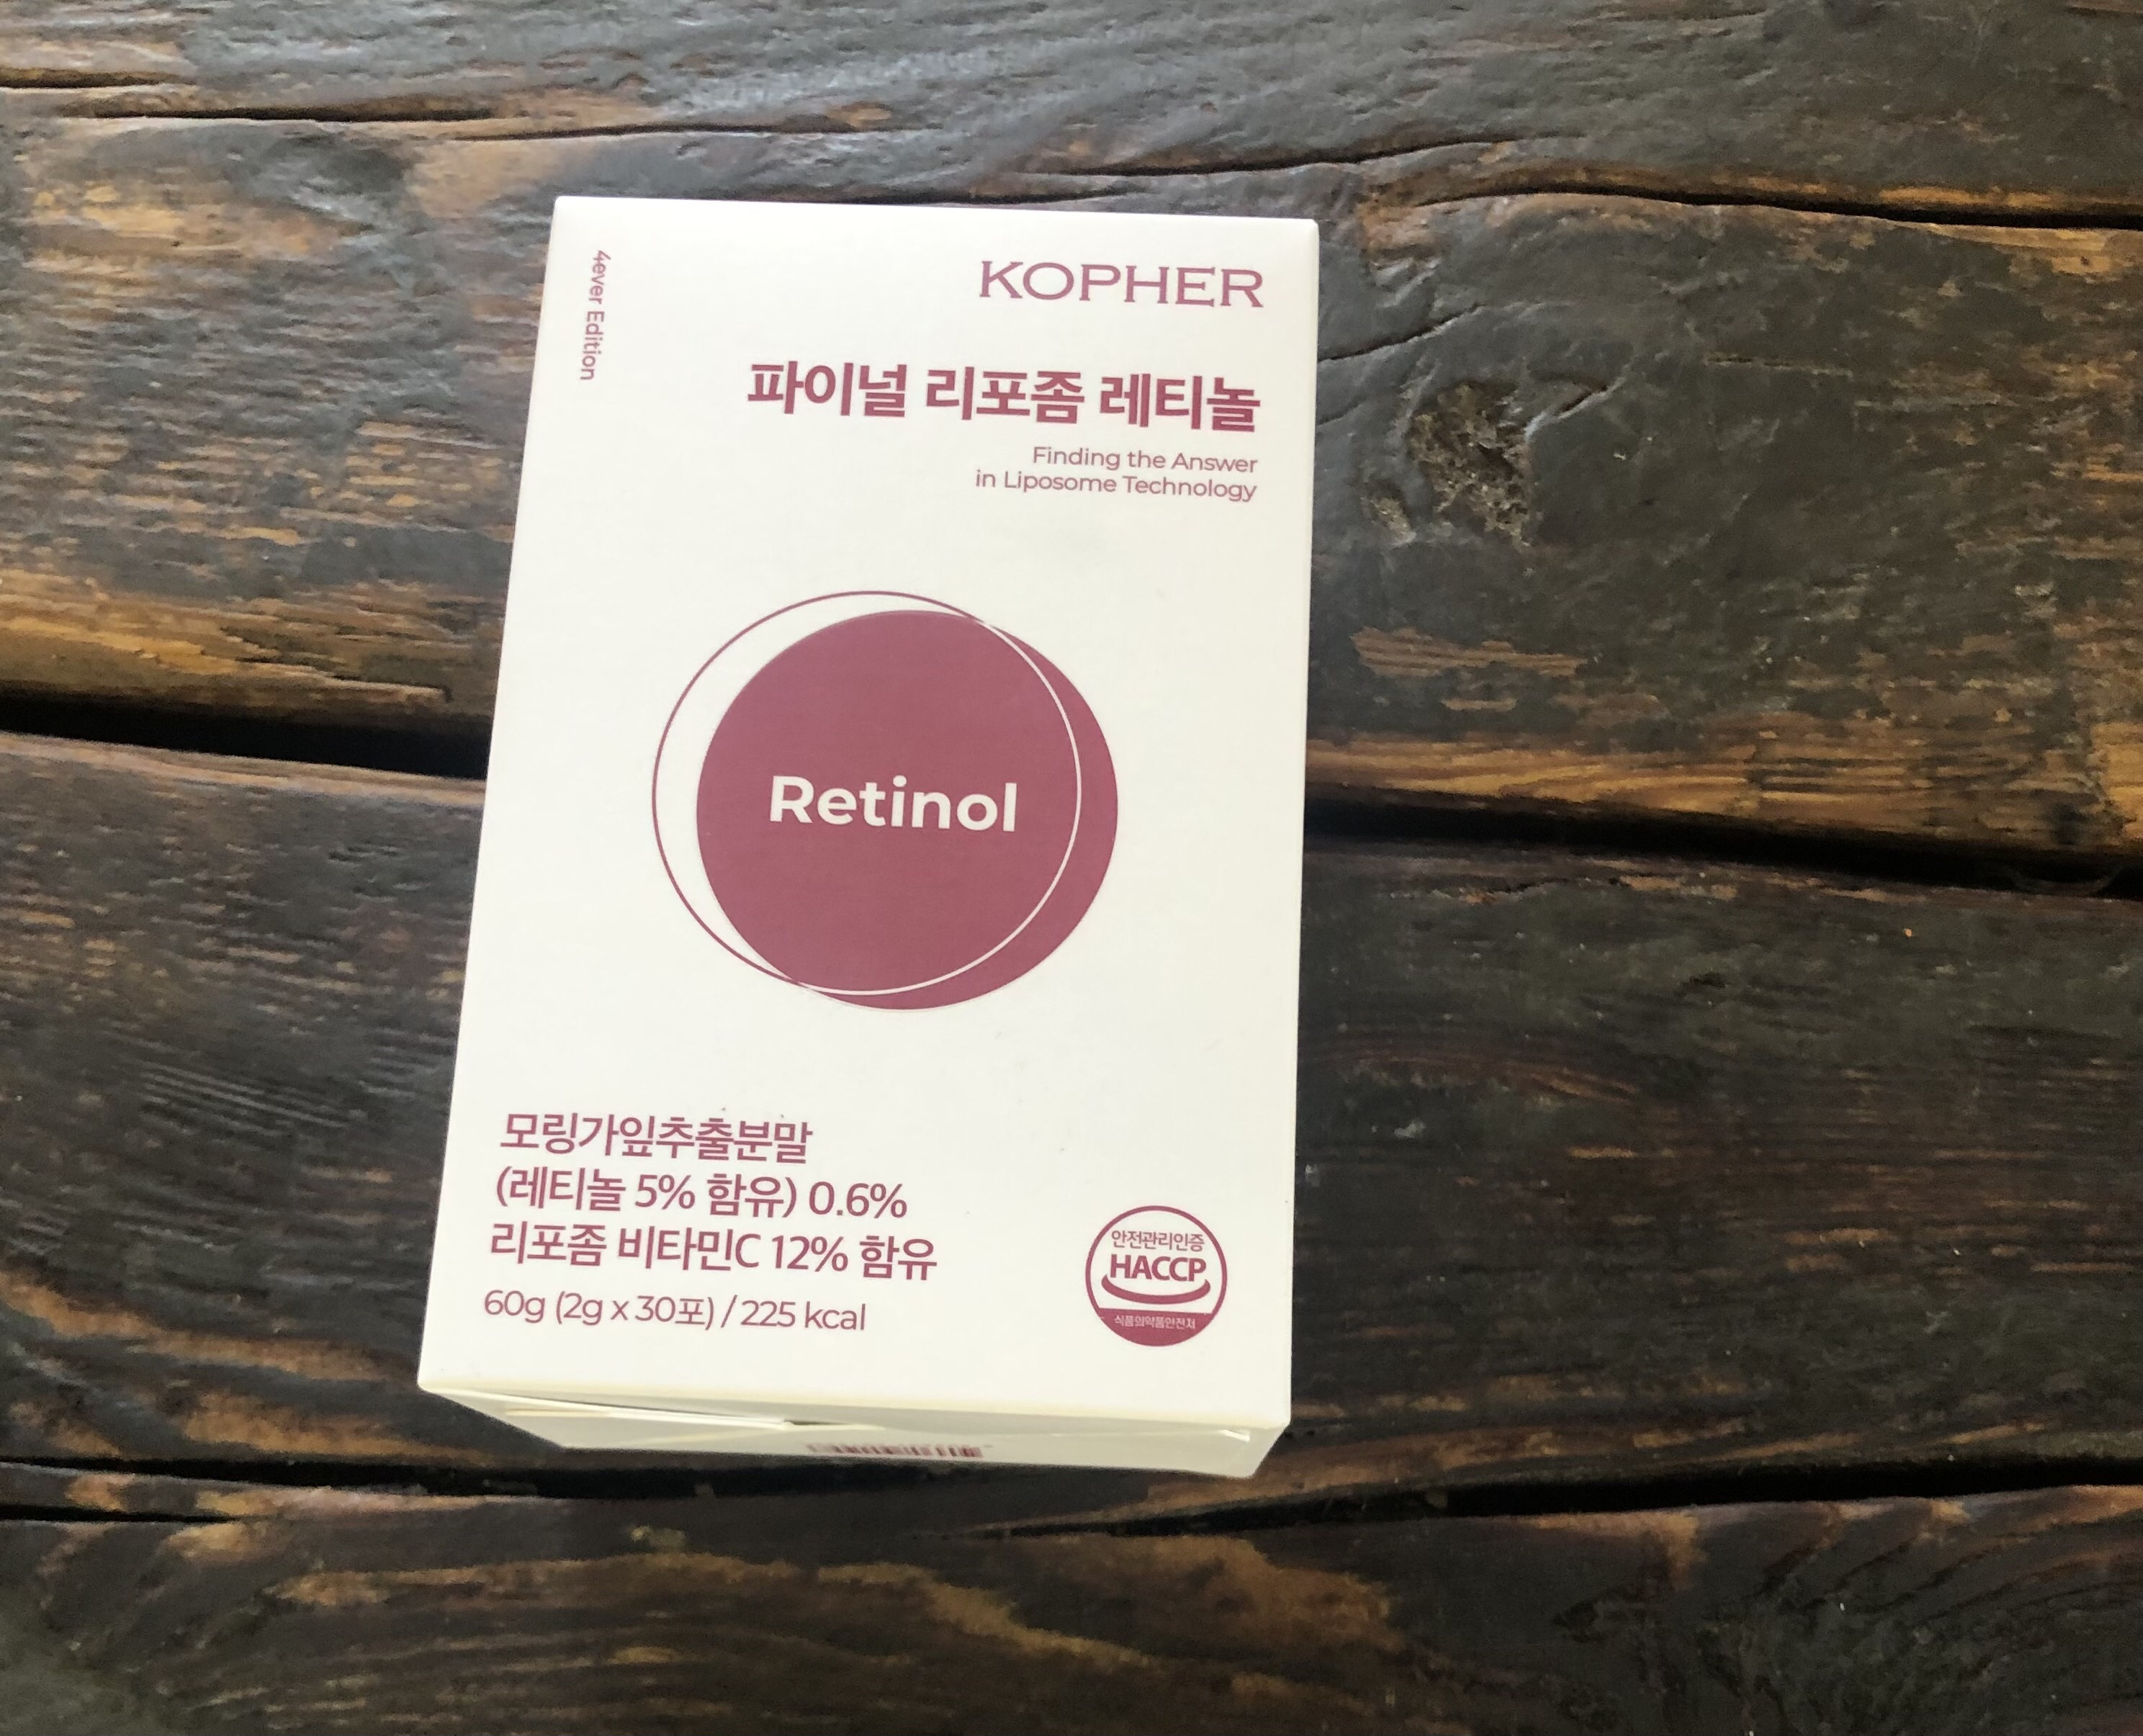 4ever Edition
KOPHER
파이널 리포좀 레티놀
Finding the Answer
in Liposome Technology
Retinol
모링가잎추출분말
(레티놀 5% 함유) 0.6%
리포좀 비타민C 12% 함유
60g (2g x 30포) / 225 kcal
안전관리인증
HACCP
식품의약품안전처